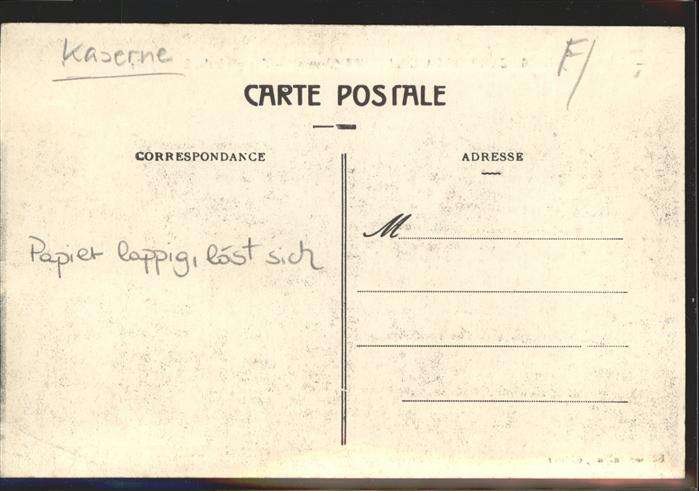 Kaserne
F/
CARTE POSTALE
CORRESPONDANCE
ADRESSE
M
Papier lappig, löst sich